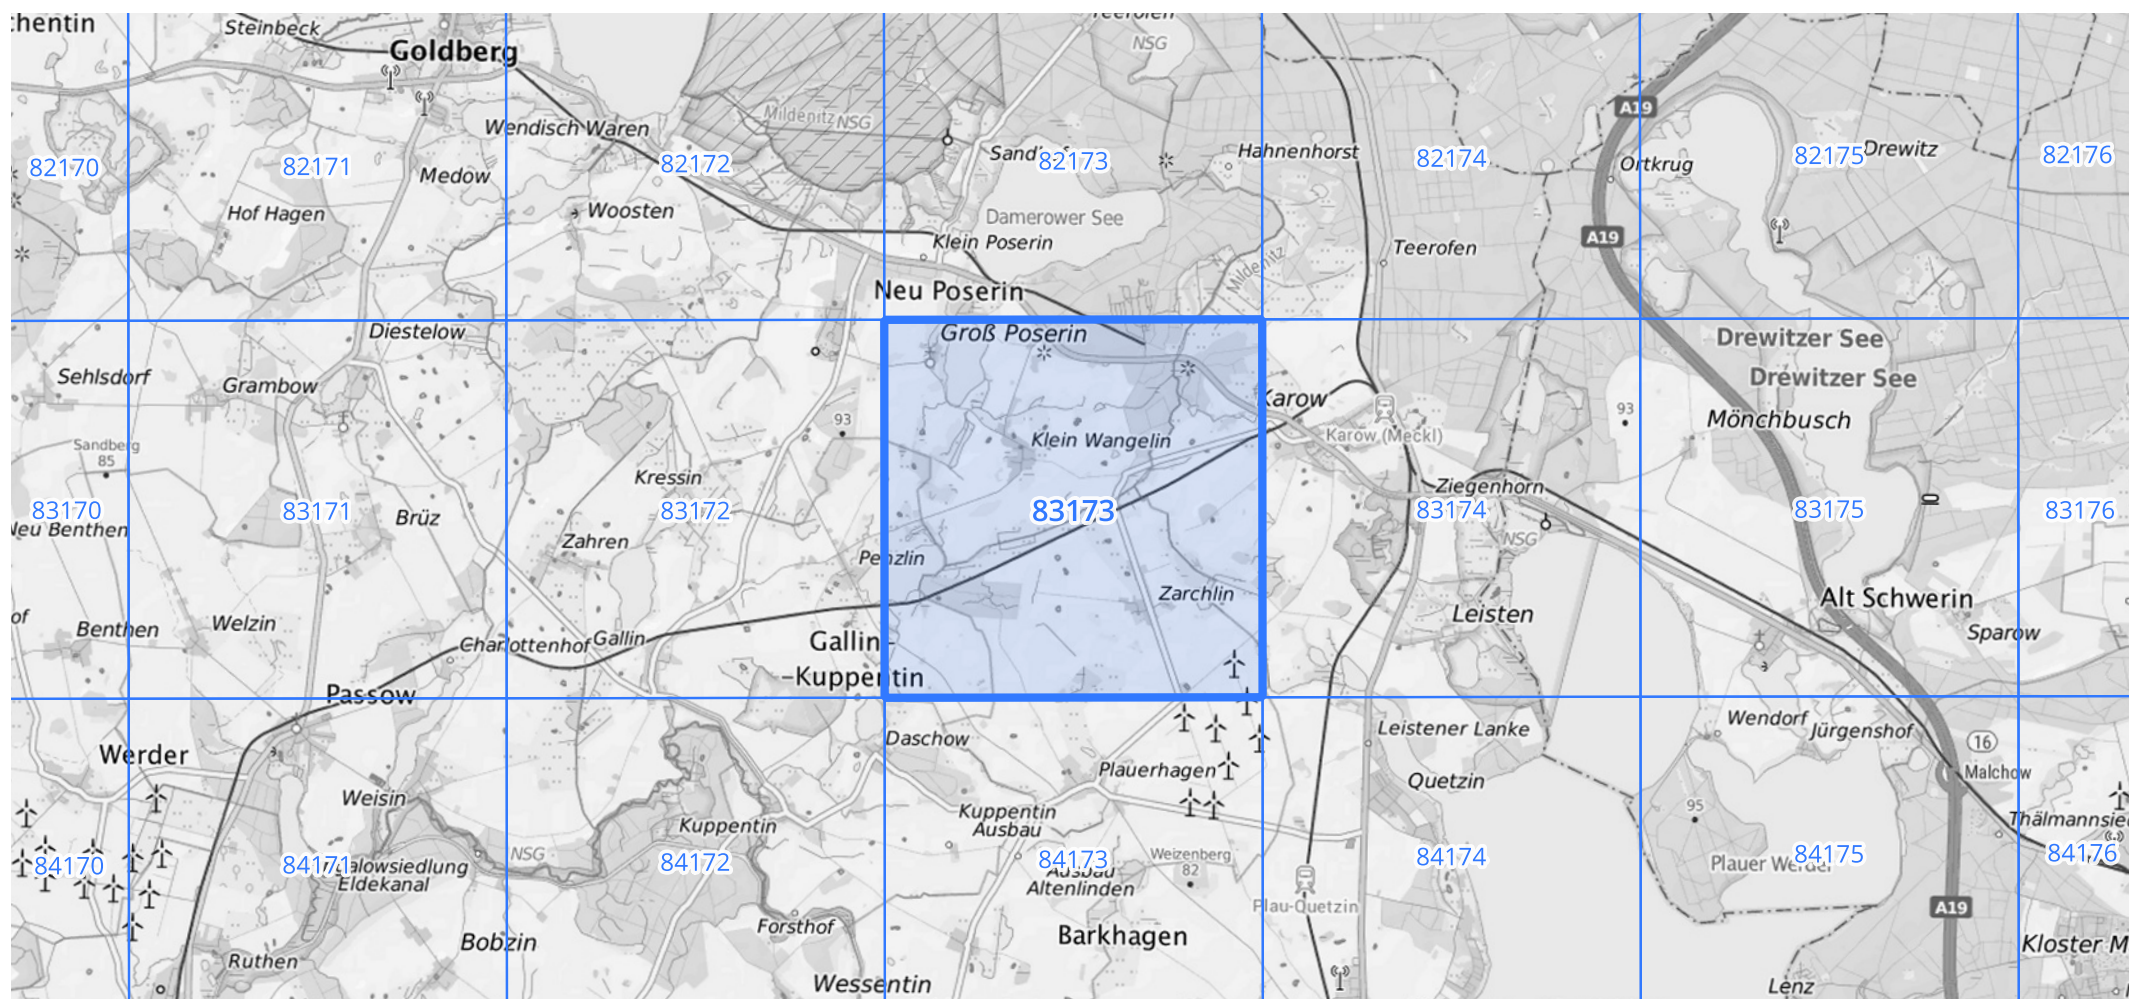 Steinbeck
Goldberg
NSG
Mildenitz
NSG
A19
Wendisch Waren
Hahnenhorst
Drewitz
82170
82171
82172
82173
82174
Ortkrug
82175
82176
Medow
Hof Hagen
Woosten
Damerower See
A19
Klein Poserin
Teerofen
Mildenitz
Neu Poserin
Diestelow
Groß Poserin
Drewitzer See
Sehlsdorf
Grambow
Drewitzer See
Karow
93
93
Mönchbusch
Sandberg
85
Klein Wangelin
Karow (Meckl)
Kressin
Ziegenhorn
83170
83171
83172
83173
83174
83175
83176
Neu Benthen
Brüz
Zahren
NSG
Penzlin
Zarchlin
Alt Schwerin
Benthen
Welzin
Leisten
Sparow
Charlottenhof
Gallin
Gallin-
-Kuppentin
Passow
Werder
Daschow
Leistener Lanke
Wendorf
Jürgenshof
16
Malchow
Plauerhagen
Quetzin
Weisin
Kuppentin
Kuppentin
Ausbau
95
NSG
84170
84171
84172
84173
84174
84175
84176
Eldekanal
Ausbau
Altenlinden
Weizenberg
82
Plauer Werder
Plau-Quetzin
A19
Forsthof
Bobzin
Barkhagen
Ruthen
Wessentin
Lenz